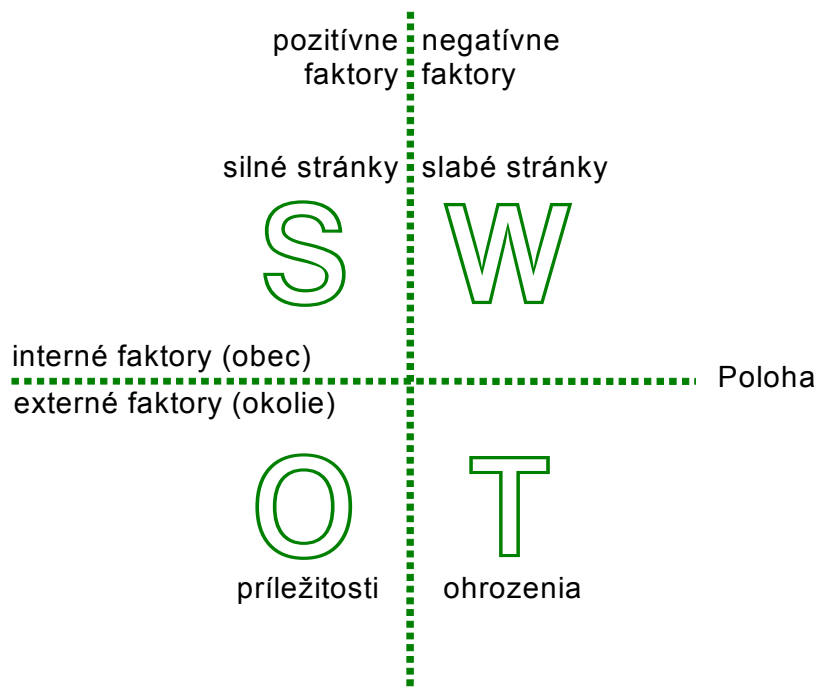 pozitívne negatívne
faktory faktory
silné stránky slabé stránky
S W
interné faktory (obec)
Poloha
externé faktory (okolie)
O T
príležitosti ohrozenia